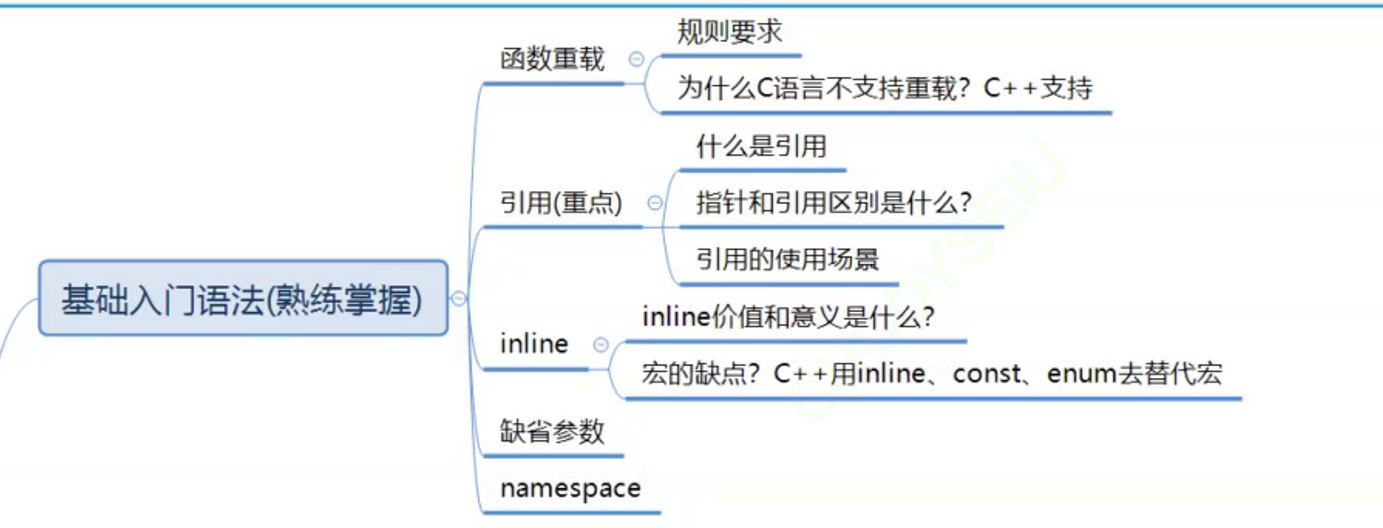 函数重载
规则要求
为什么C语言不支持重载？C++支持
引用(重点)
什么是引用
指针和引用区别是什么？
引用的使用场景
基础入门语法(熟练掌握)
inline
inline价值和意义是什么？
宏的缺点？C++用inline、const、enum去替代宏
缺省参数
namespace